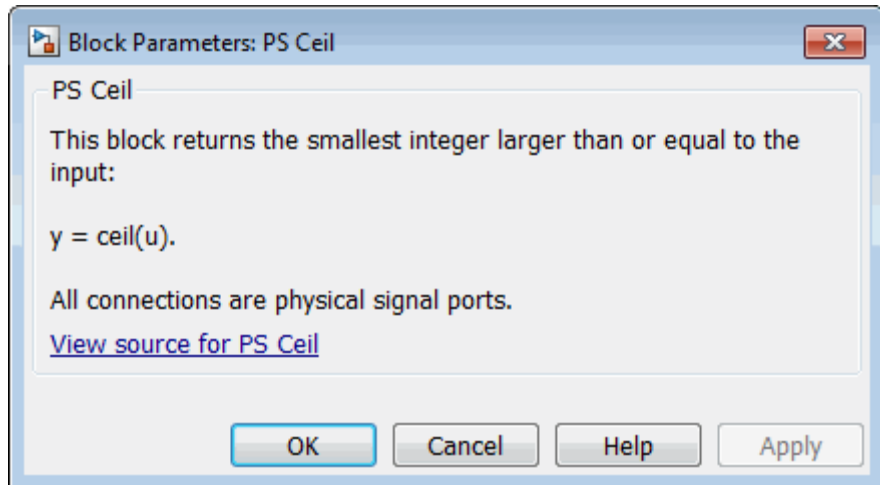 Block Parameters: PS Ceil
PS Ceil
This block returns the smallest integer larger than or equal to the
input:
y = ceil(u).
All connections are physical signal ports.
View source for PS Ceil
OK Cancel Help Apply